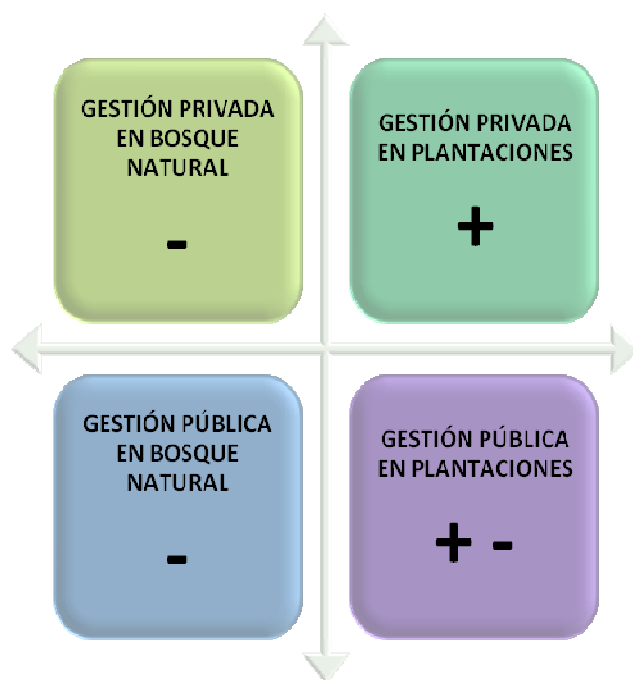 GESTIÓN PRIVADA
EN BOSQUE
NATURAL
-
GESTIÓN PRIVADA
EN PLANTACIONES
+
GESTIÓN PÚBLICA
EN BOSQUE
NATURAL
-
GESTIÓN PÚBLICA
EN PLANTACIONES
+ -